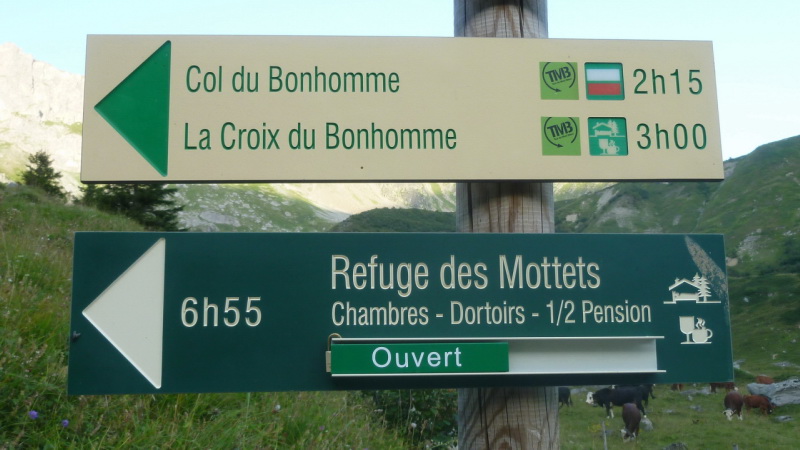 Col du Bonhomme TMB 2h15
La Croix du Bonhomme TMB 3h00
6h55 Refuge des Mottets
Chambres - Dortoirs - 1/2 Pension
Ouvert